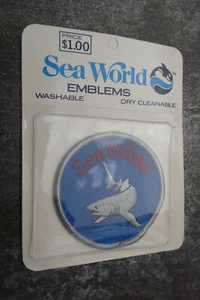 PRICE
$1.00
Sea World
EMBLEMS
WASHABLE DRY CLEANABLE
Sea World